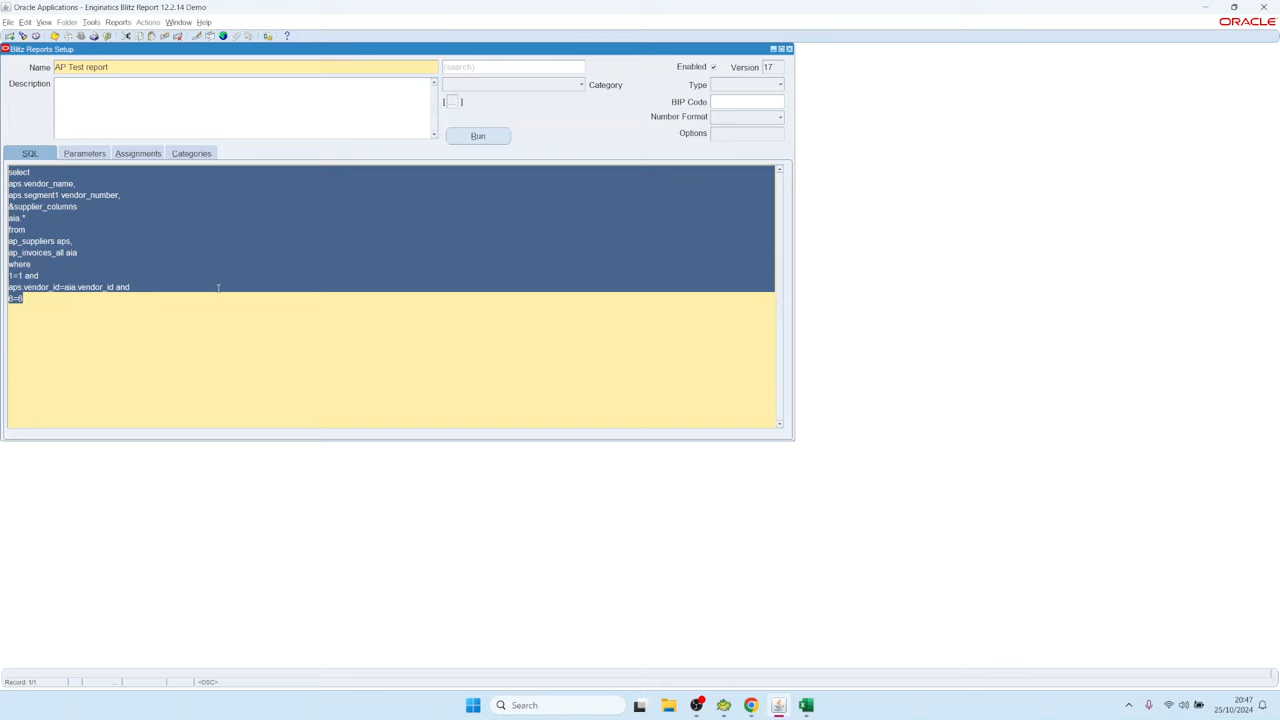 Oracle Applications - Enginatics Blitz Report 12.2.14 Demo
File Edit View Folder Tools Reports Actions Window Help
ORACLE
Blitz Reports Setup
Name AP Test report (search) Enabled Version 17
Description Category Type
[ ... ] BIP Code
Number Format
Run Options
SQL Parameters Assignments Categories
select
aps.vendor_name,
aps.segment1 vendor_number,
&supplier_columns
aia.*
from
ap_suppliers aps,
ap_invoices_all aia
where
1=1 and
aps.vendor_id=aia.vendor_id and
6=6
Record: 1/1 ... <OSC>
Search
20:47
25/10/2024